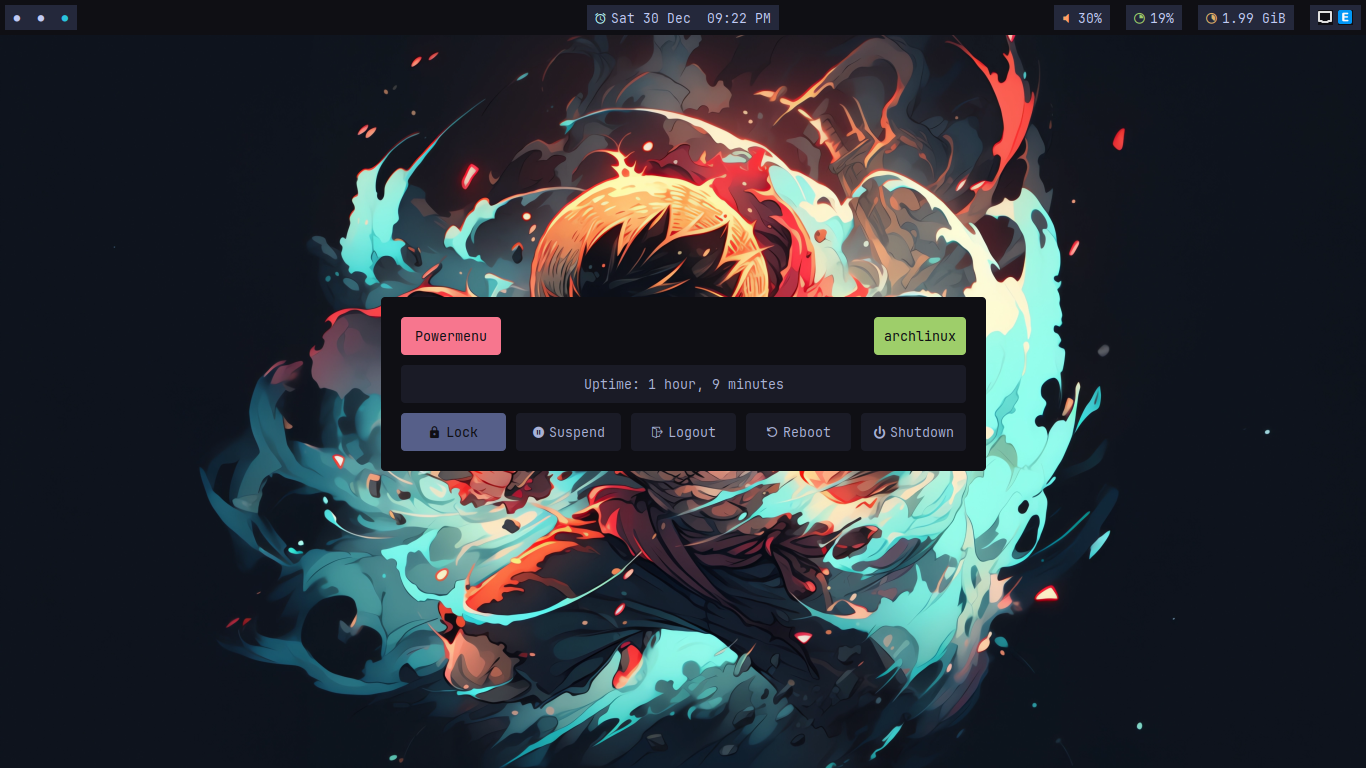 Sat 30 Dec  09:22 PM
30%
19%
1.99 GiB
E
Powermenu
archlinux
Uptime: 1 hour, 9 minutes
Lock
Suspend
Logout
Reboot
Shutdown